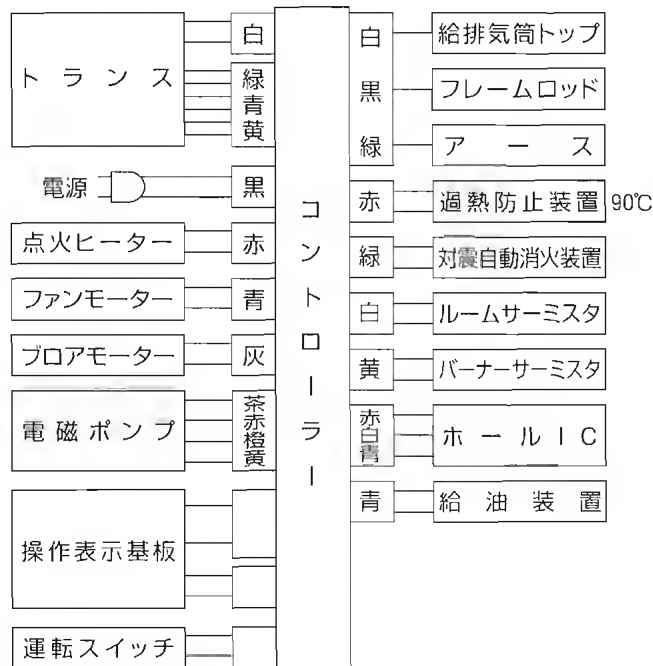 トランス
白
緑
青
黄
電源
黒
点火ヒーター
赤
ファンモーター
青
ブロアモーター
灰
電磁ポンプ
茶
赤
橙
黄
操作表示基板
運転スイッチ
コントローラー
白
給排気筒トップ
黒
フレームロッド
緑
アース
赤
過熱防止装置 90℃
緑
対震自動消火装置
白
ルームサーミスタ
黄
バーナーサーミスタ
赤
白
青
ホールIC
青
給油装置